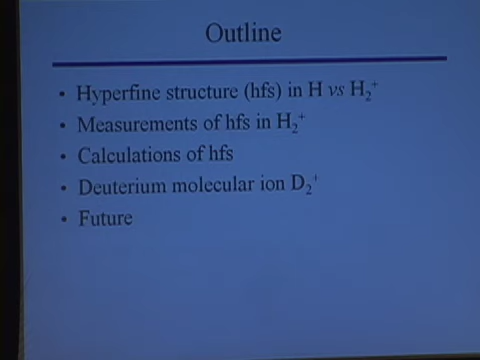 Outline
• Hyperfine structure (hfs) in H vs H₂⁺
• Measurements of hfs in H₂⁺
• Calculations of hfs
• Deuterium molecular ion D₂⁺
• Future